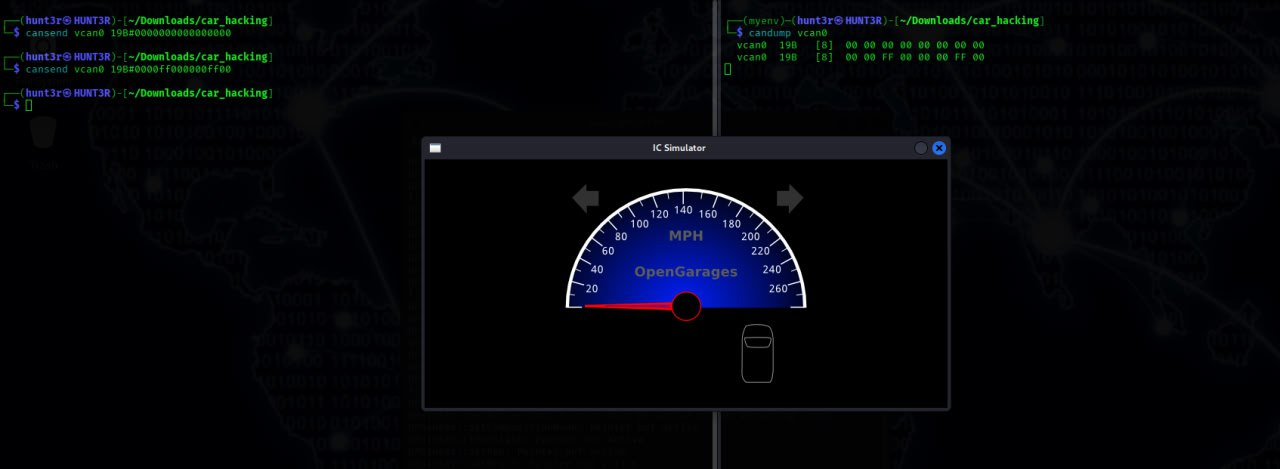 ┌──(hunt3r㉿HUNT3R)-[~/Downloads/car_hacking]
└─$ cansend vcan0 19B#0000000000000000
┌──(hunt3r㉿HUNT3R)-[~/Downloads/car_hacking]
└─$ cansend vcan0 19B#0000ff000000ff00
┌──(hunt3r㉿HUNT3R)-[~/Downloads/car_hacking]
└─$
┌──(myenv)─(hunt3r㉿HUNT3R)-[~/Downloads/car_hacking]
└─$ candump vcan0
vcan0 19B [8] 00 00 00 00 00 00 00 00
vcan0 19B [8] 00 00 FF 00 00 00 FF 00
Trash
IC Simulator
20 40 60 80 100 120 140 160 180 200 220 240 260
MPH
OpenGarages